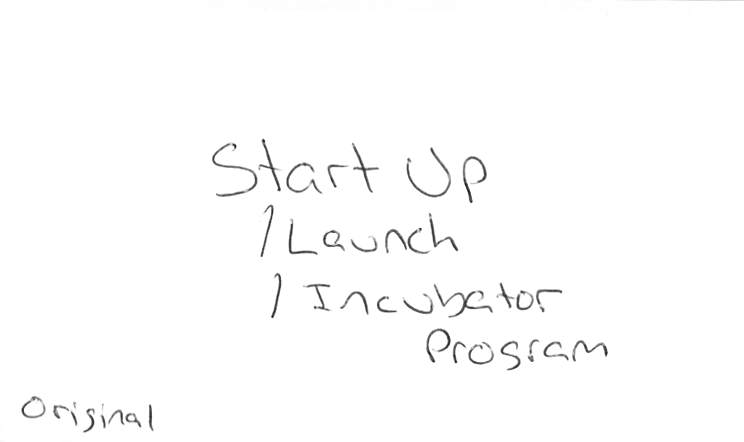 Start Up
/ Launch
/ Incubator
Program
Original